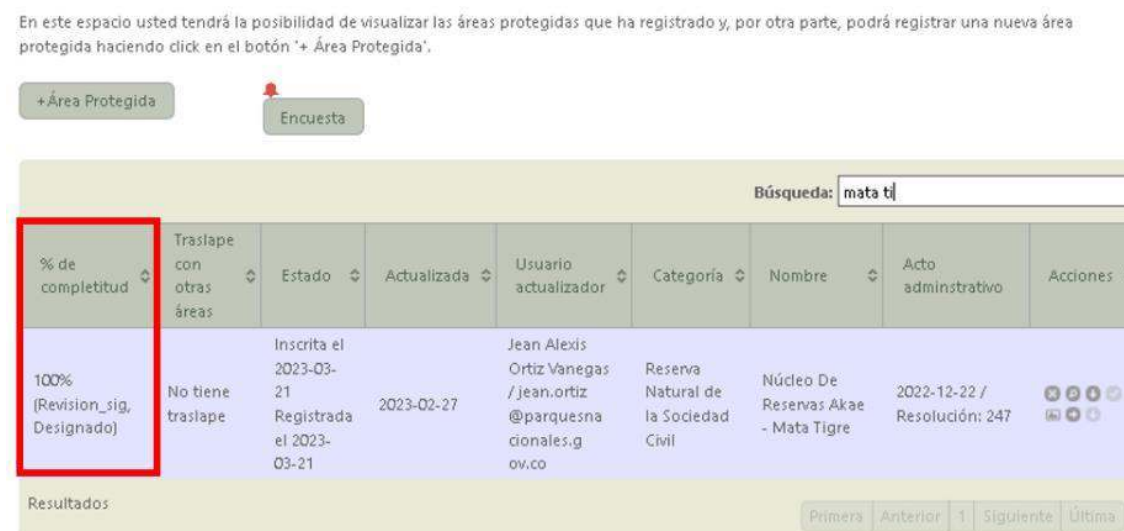 En este espacio usted tendrá la posibilidad de visualizar las áreas protegidas que ha registrado y, por otra parte, podrá registrar una nueva área
protegida haciendo click en el botón '+ Área Protegida'.
+Área Protegida
Encuesta
Búsqueda: mata ti
% de
completitud
Traslape
con
otras
áreas
Estado
Actualizada
Usuario
actualizador
Categoría
Nombre
Acto
adminstrativo
Acciones
100%
(Revision_sig,
Designado)
No tiene
traslape
Inscrita el
2023-03-
21
Registrada
el 2023-
03-21
2023-02-27
Jean Alexis
Ortiz Vanegas
/ jean.ortiz
@parquesna
cionales.g
ov.co
Reserva
Natural de
la Sociedad
Civil
Núcleo De
Reservas Akae
- Mata Tigre
2022-12-22 /
Resolución: 247
Resultados
Primera Anterior 1 Siguiente Última